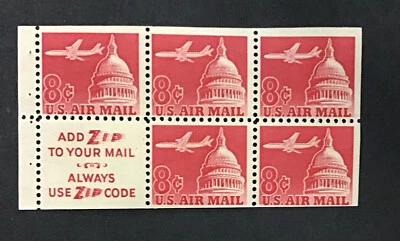 8¢
U.S. AIR MAIL
8¢
U.S. AIR MAIL
8¢
U.S. AIR MAIL
ADD ZIP
TO YOUR MAIL
ALWAYS
USE ZIP CODE
8¢
U.S. AIR MAIL
8¢
U.S. AIR MAIL